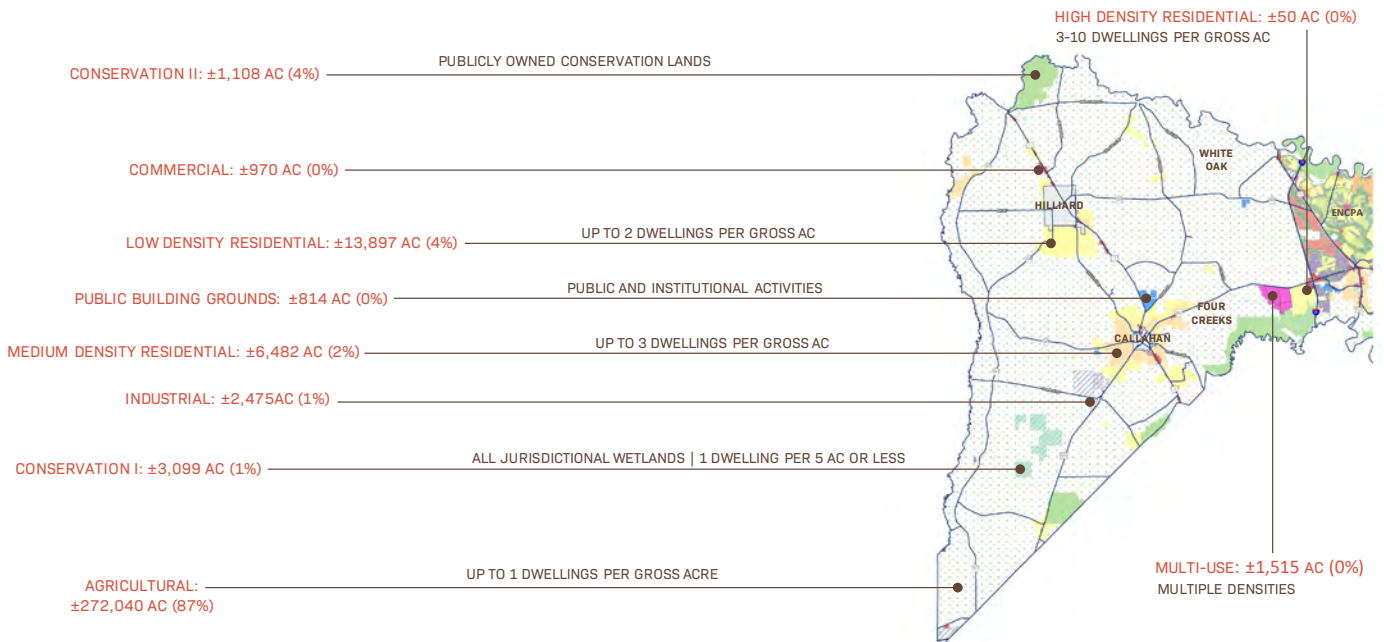 HIGH DENSITY RESIDENTIAL: ±50 AC (0%)
3-10 DWELLINGS PER GROSS AC
CONSERVATION II: ±1,108 AC (4%)
PUBLICLY OWNED CONSERVATION LANDS
COMMERCIAL: ±970 AC (0%)
WHITE
OAK
HILLIARD
ENCPA
LOW DENSITY RESIDENTIAL: ±13,897 AC (4%)
UP TO 2 DWELLINGS PER GROSS AC
PUBLIC BUILDING GROUNDS: ±814 AC (0%)
PUBLIC AND INSTITUTIONAL ACTIVITIES
FOUR
CREEKS
CALLAHAN
MEDIUM DENSITY RESIDENTIAL: ±6,482 AC (2%)
UP TO 3 DWELLINGS PER GROSS AC
INDUSTRIAL: ±2,475AC (1%)
CONSERVATION I: ±3,099 AC (1%)
ALL JURISDICTIONAL WETLANDS | 1 DWELLING PER 5 AC OR LESS
AGRICULTURAL:
±272,040 AC (87%)
UP TO 1 DWELLINGS PER GROSS ACRE
MULTI-USE: ±1,515 AC (0%)
MULTIPLE DENSITIES